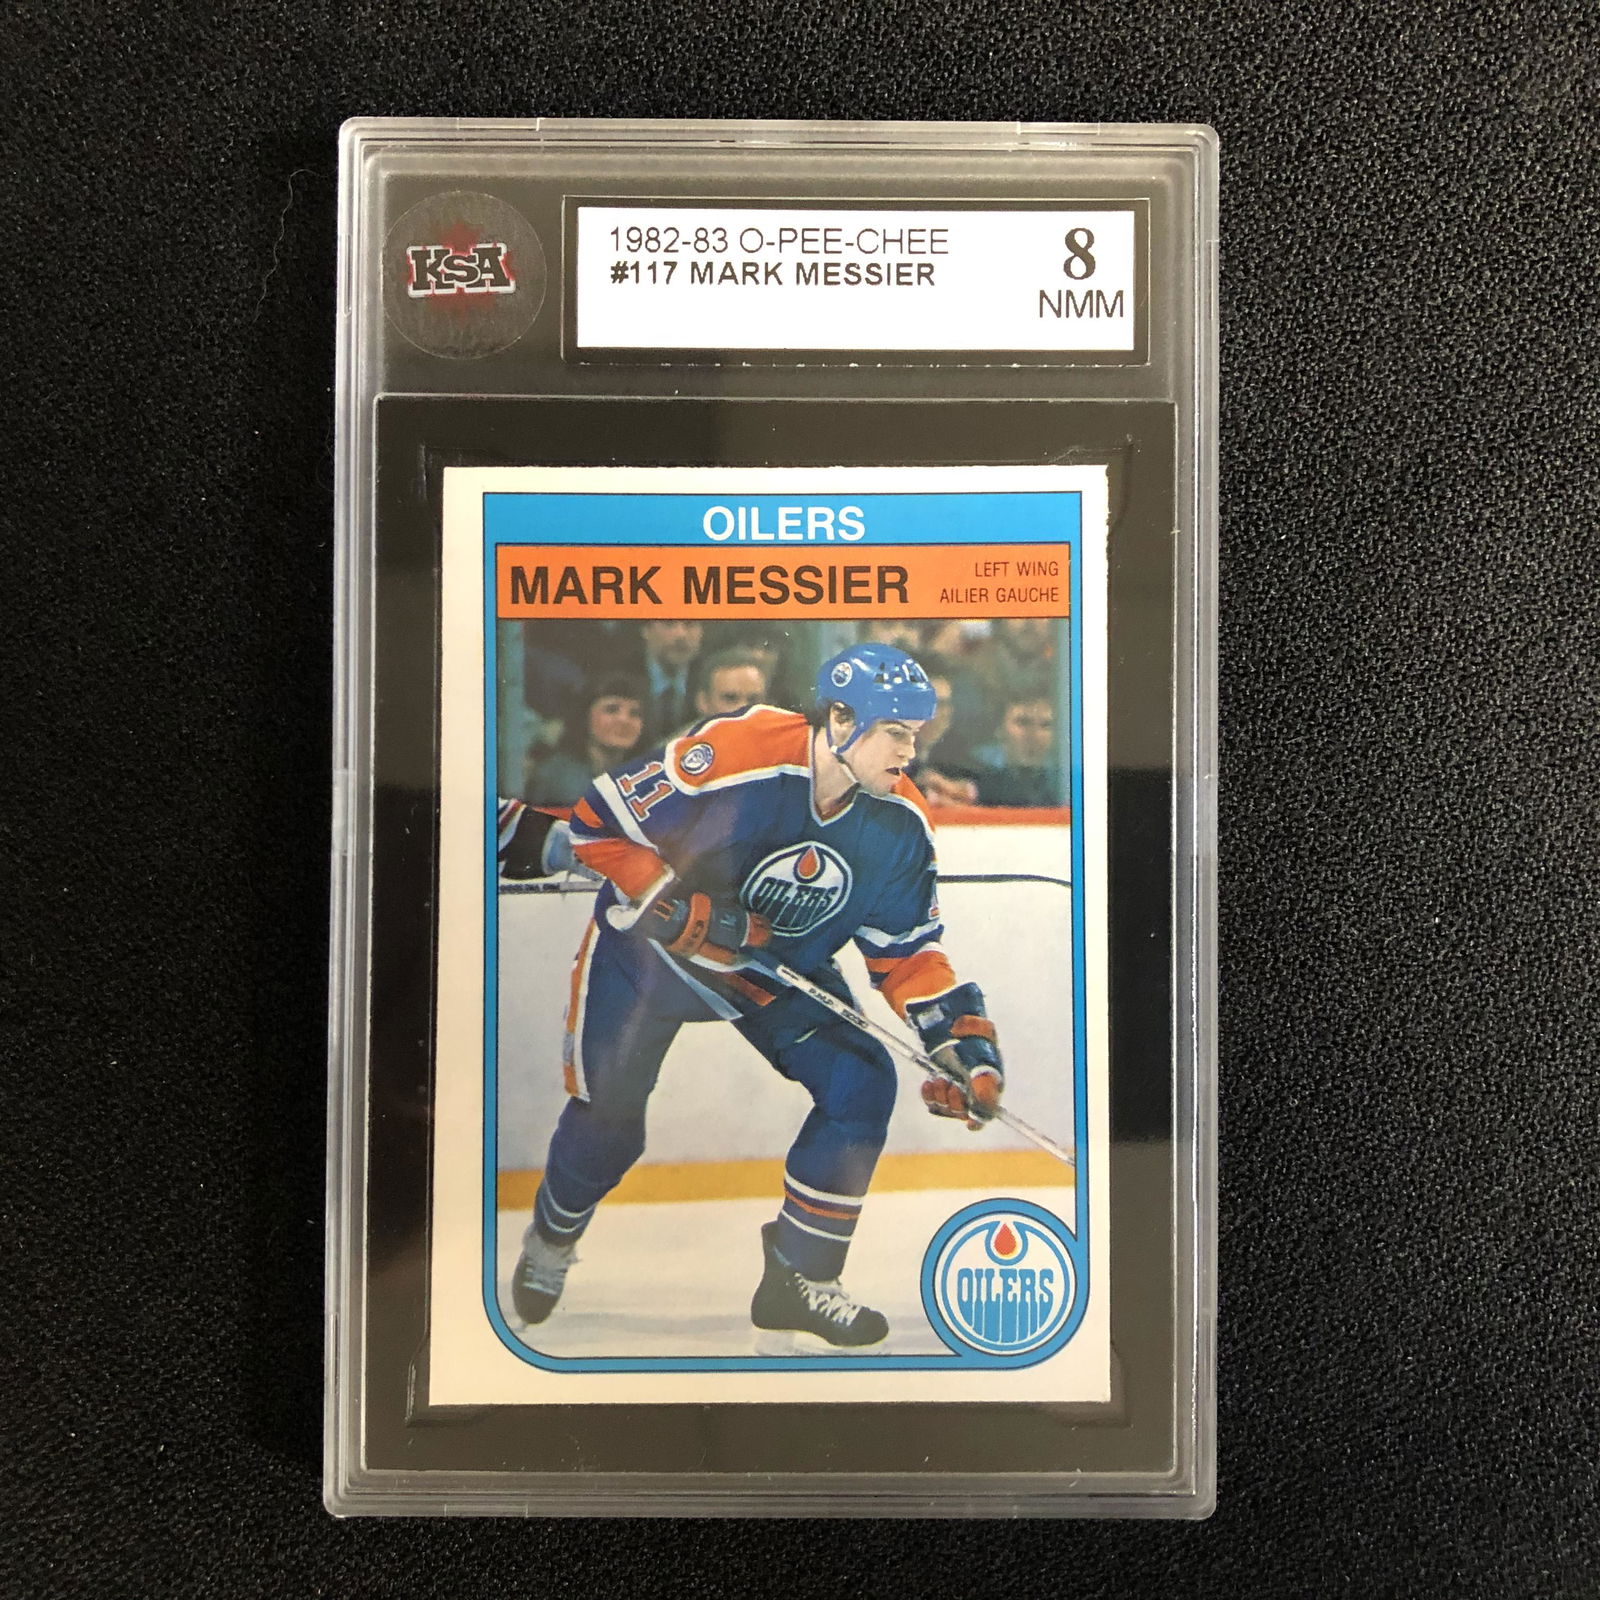 KSA
1982-83 O-PEE-CHEE
#117 MARK MESSIER
8
NMM
OILERS
MARK MESSIER
LEFT WING
AILIER GAUCHE
11
OILERS
OILERS